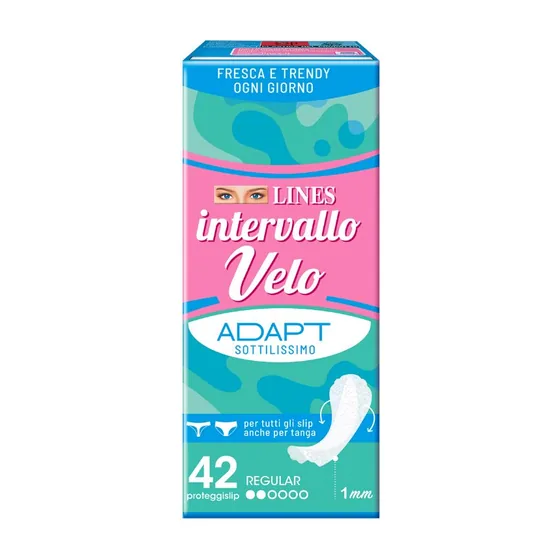 FRESCA E TRENDY
OGNI GIORNO
LINES
intervallo
Velo
ADAPT
SOTTILISSIMO
per tutti gli slip
anche per tanga
42
proteggislip
REGULAR
1mm